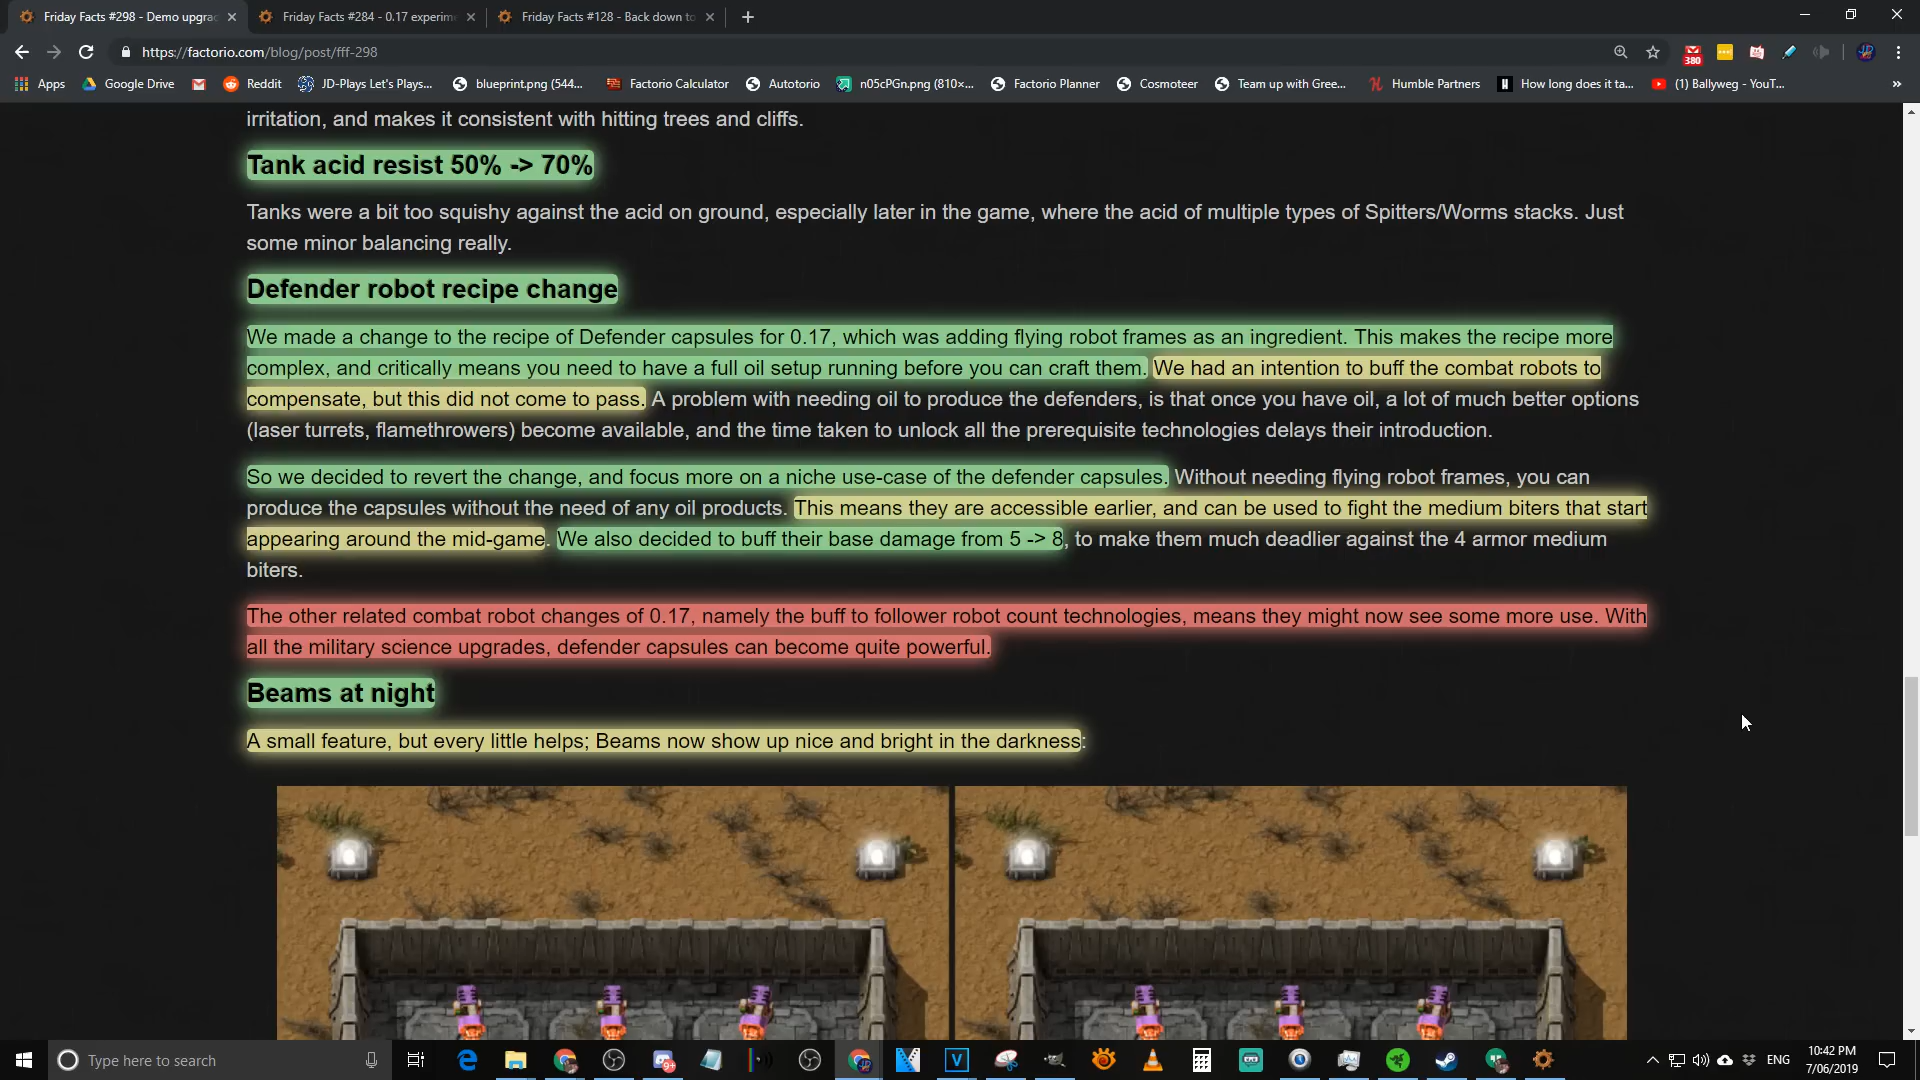 Friday Facts #298 - Demo upgra
Friday Facts #284 - 0.17 experim
Friday Facts #128 - Back down to
https://factorio.com/blog/post/fff-298
380
Apps
Google Drive
Reddit
JD-Plays Let's Plays...
blueprint.png (544...
Factorio Calculator
Autotorio
n05cPGn.png (810×...
Factorio Planner
Cosmoteer
Team up with Gree...
Humble Partners
How long does it ta...
(1) Ballyweg - YouT...
»
irritation, and makes it consistent with hitting trees and cliffs.
Tank acid resist 50% -> 70%
Tanks were a bit too squishy against the acid on ground, especially later in the game, where the acid of multiple types of Spitters/Worms stacks. Just
some minor balancing really.
Defender robot recipe change
We made a change to the recipe of Defender capsules for 0.17, which was adding flying robot frames as an ingredient. This makes the recipe more
complex, and critically means you need to have a full oil setup running before you can craft them. We had an intention to buff the combat robots to
compensate, but this did not come to pass. A problem with needing oil to produce the defenders, is that once you have oil, a lot of much better options
(laser turrets, flamethrowers) become available, and the time taken to unlock all the prerequisite technologies delays their introduction.
So we decided to revert the change, and focus more on a niche use-case of the defender capsules. Without needing flying robot frames, you can
produce the capsules without the need of any oil products. This means they are accessible earlier, and can be used to fight the medium biters that start
appearing around the mid-game. We also decided to buff their base damage from 5 -> 8, to make them much deadlier against the 4 armor medium
biters.
The other related combat robot changes of 0.17, namely the buff to follower robot count technologies, means they might now see some more use. With
all the military science upgrades, defender capsules can become quite powerful.
Beams at night
A small feature, but every little helps; Beams now show up nice and bright in the darkness:
Type here to search
9+
ENG
10:42 PM
7/06/2019